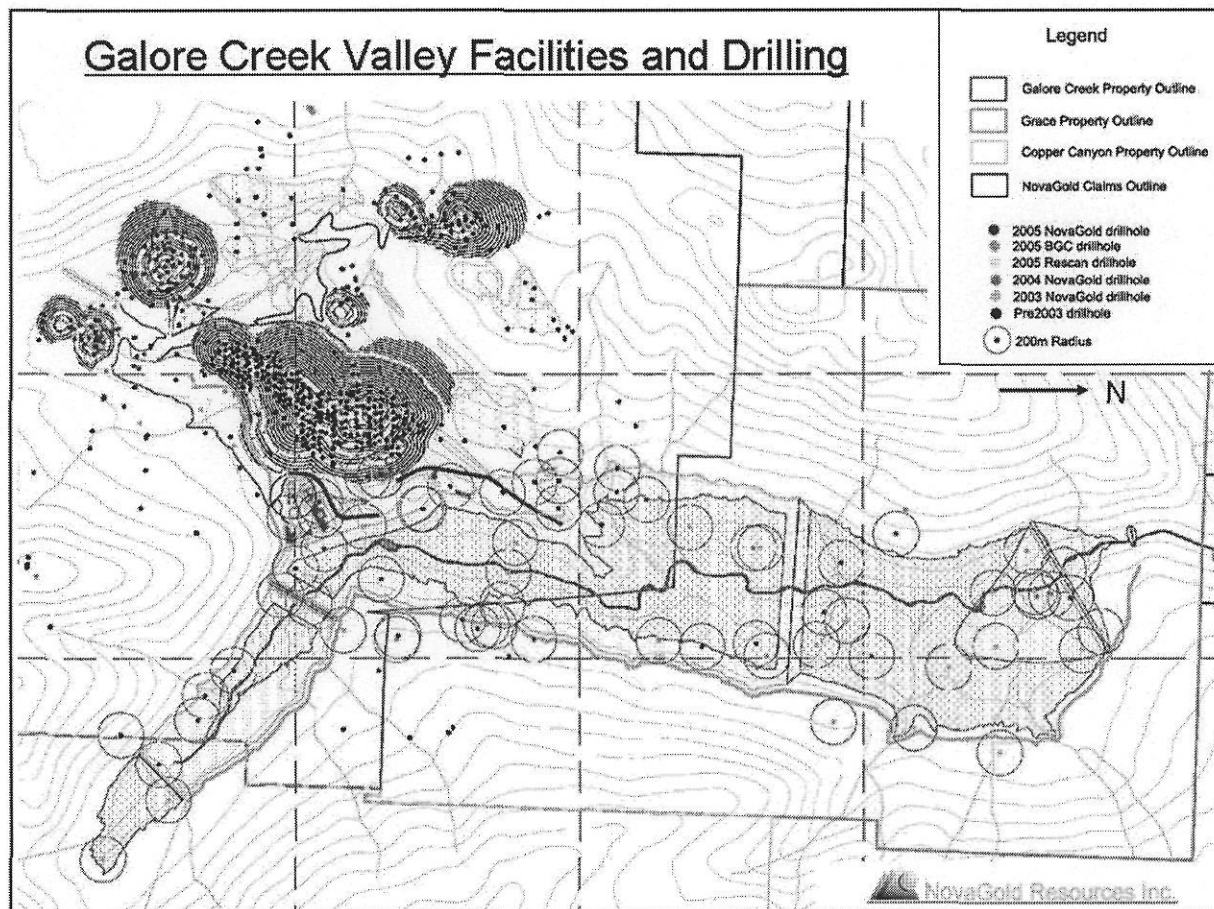 Galore Creek Valley Facilities and Drilling
Legend
Galore Creek Property Outline
Grace Property Outline
Copper Canyon Property Outline
NovaGold Claims Outline
2005 NovaGold drillhole
2005 BGC drillhole
2005 Rescan drillhole
2004 NovaGold drillhole
2003 NovaGold drillhole
Pre2003 drillhole
200m Radius
N
NovaGold Resources Inc.